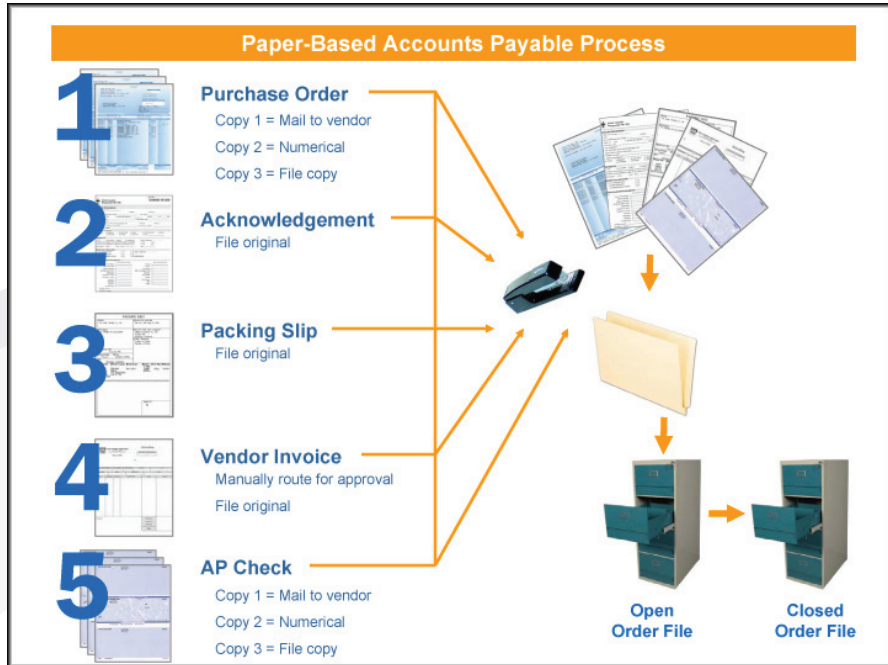 Paper-Based Accounts Payable Process
1
Purchase Order
Copy 1 = Mail to vendor
Copy 2 = Numerical
Copy 3 = File copy
2
Acknowledgement
File original
3
Packing Slip
File original
4
Vendor Invoice
Manually route for approval
File original
5
AP Check
Copy 1 = Mail to vendor
Copy 2 = Numerical
Copy 3 = File copy
Open
Order File
Closed
Order File